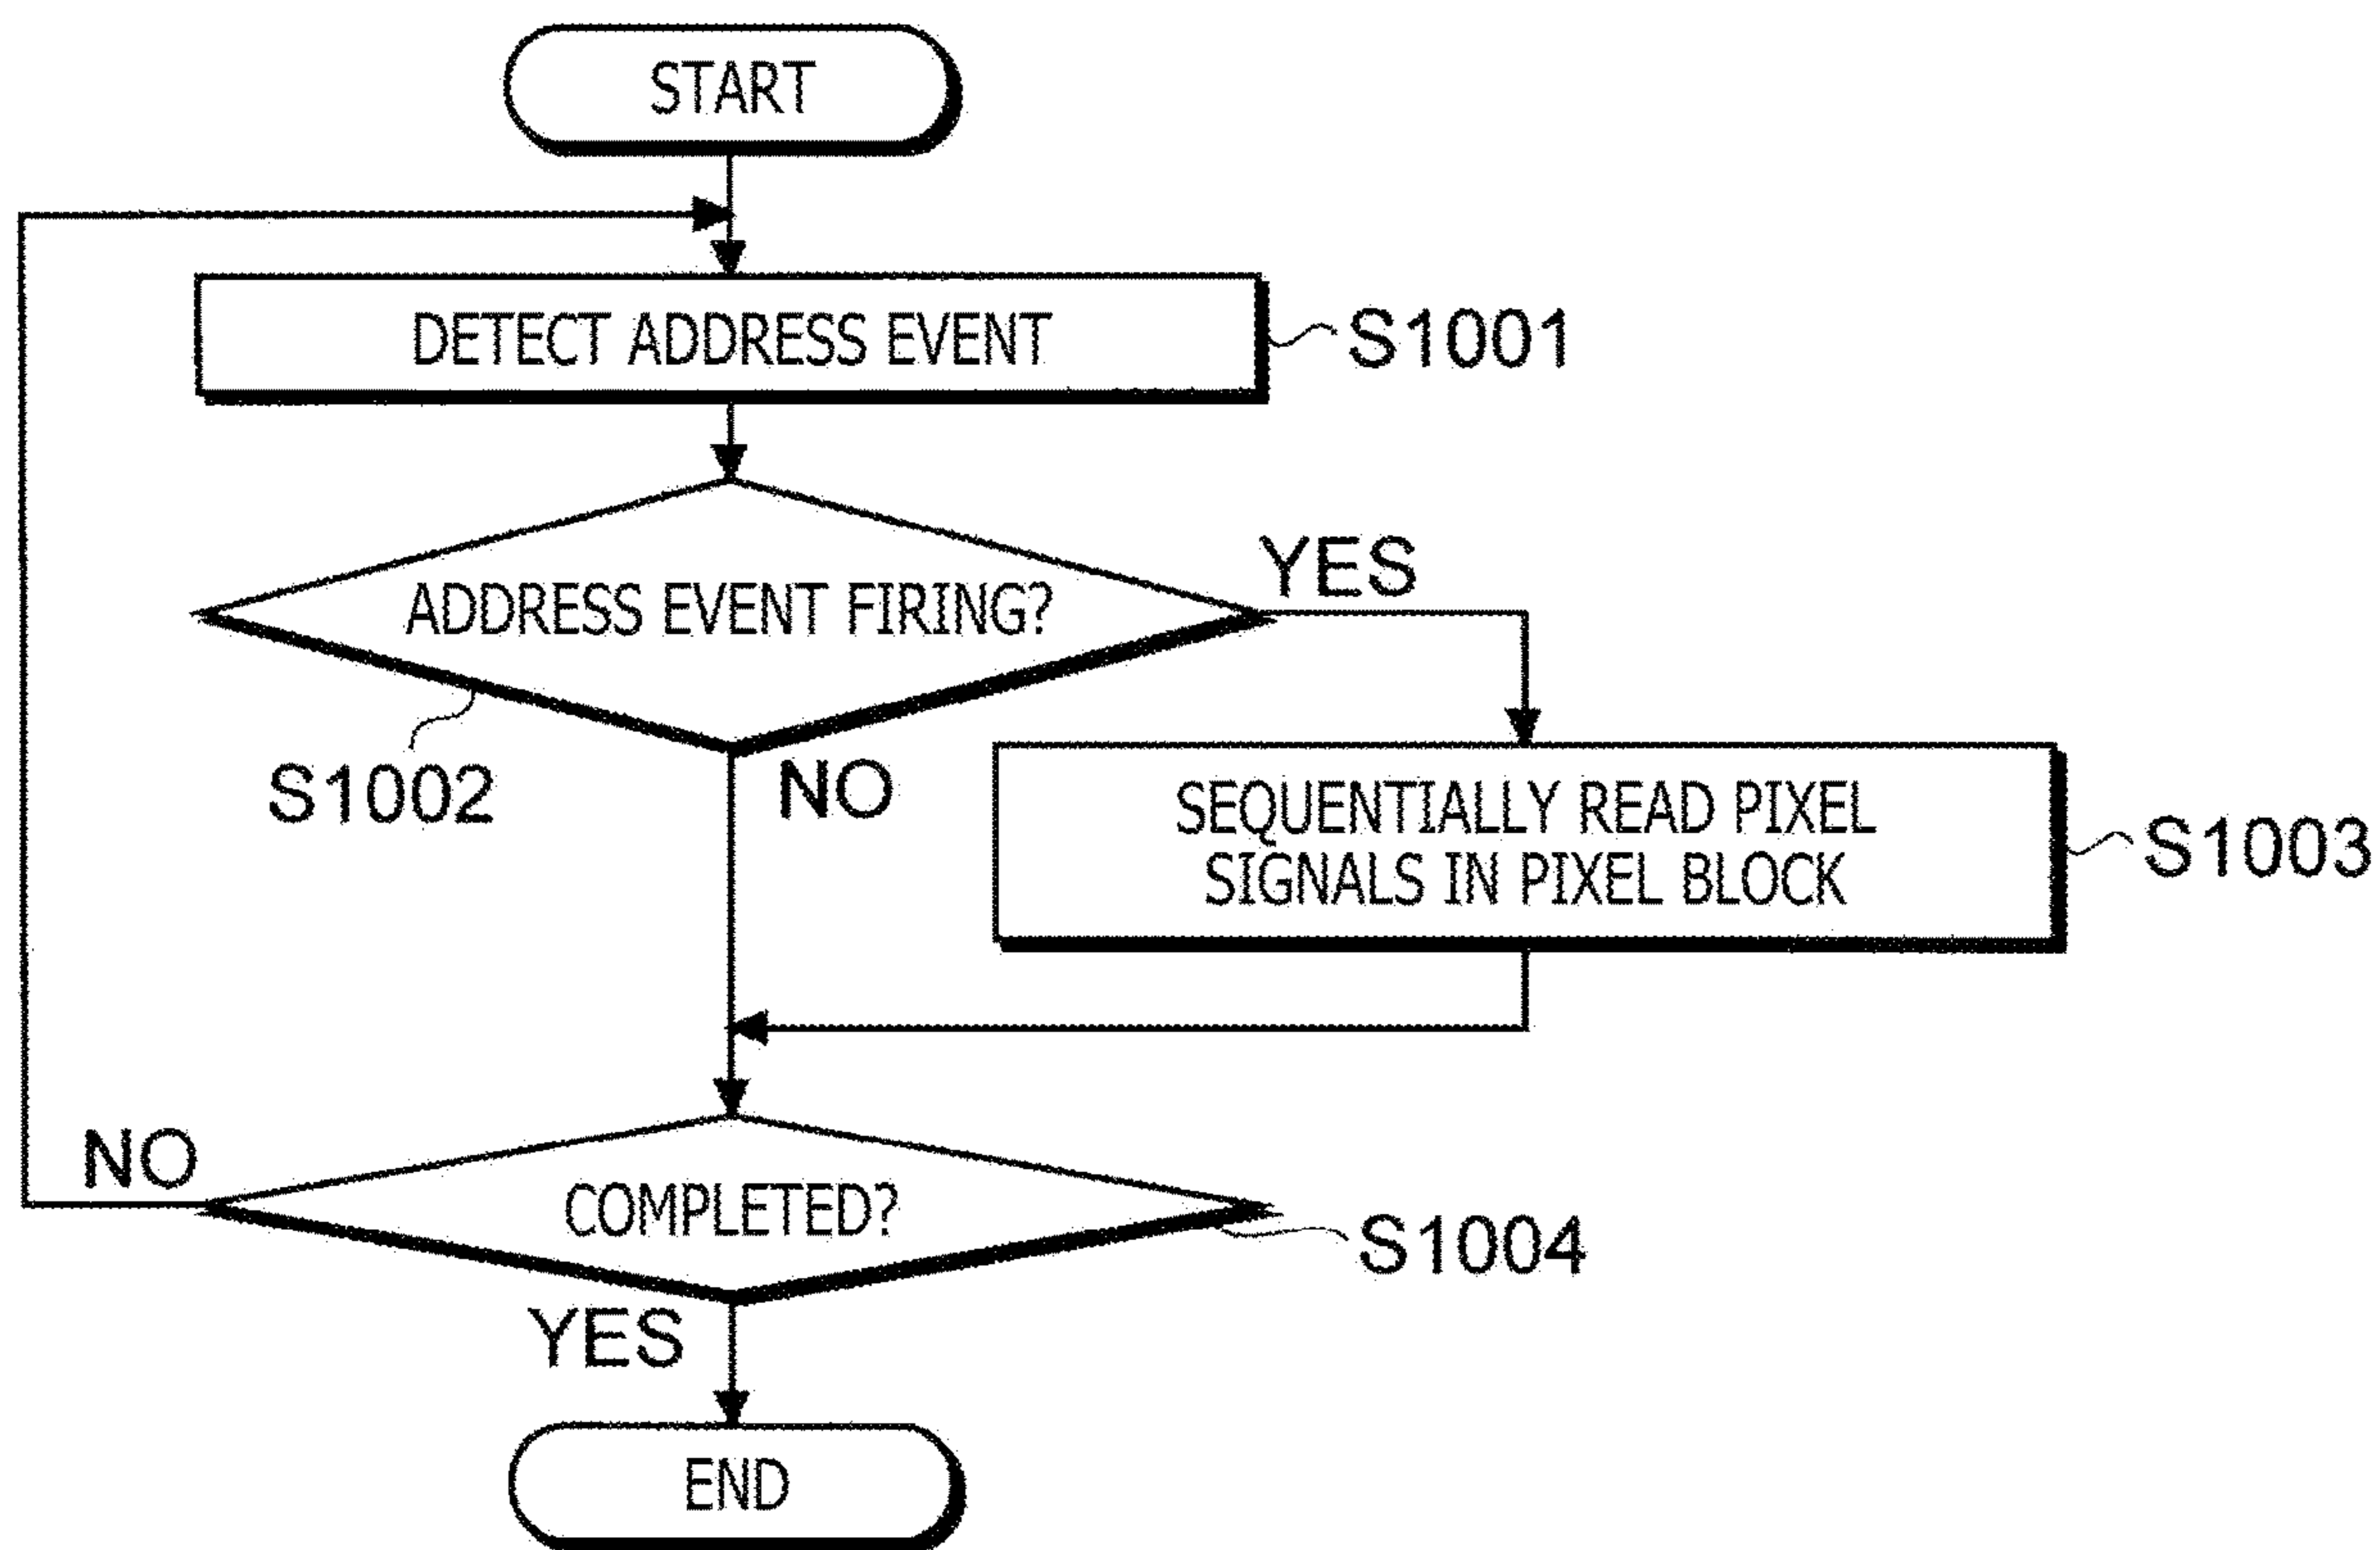 START
DETECT ADDRESS EVENT
S1001
ADDRESS EVENT FIRING?
YES
S1002
NO
SEQUENTIALLY READ PIXEL
SIGNALS IN PIXEL BLOCK
S1003
NO
COMPLETED?
S1004
YES
END